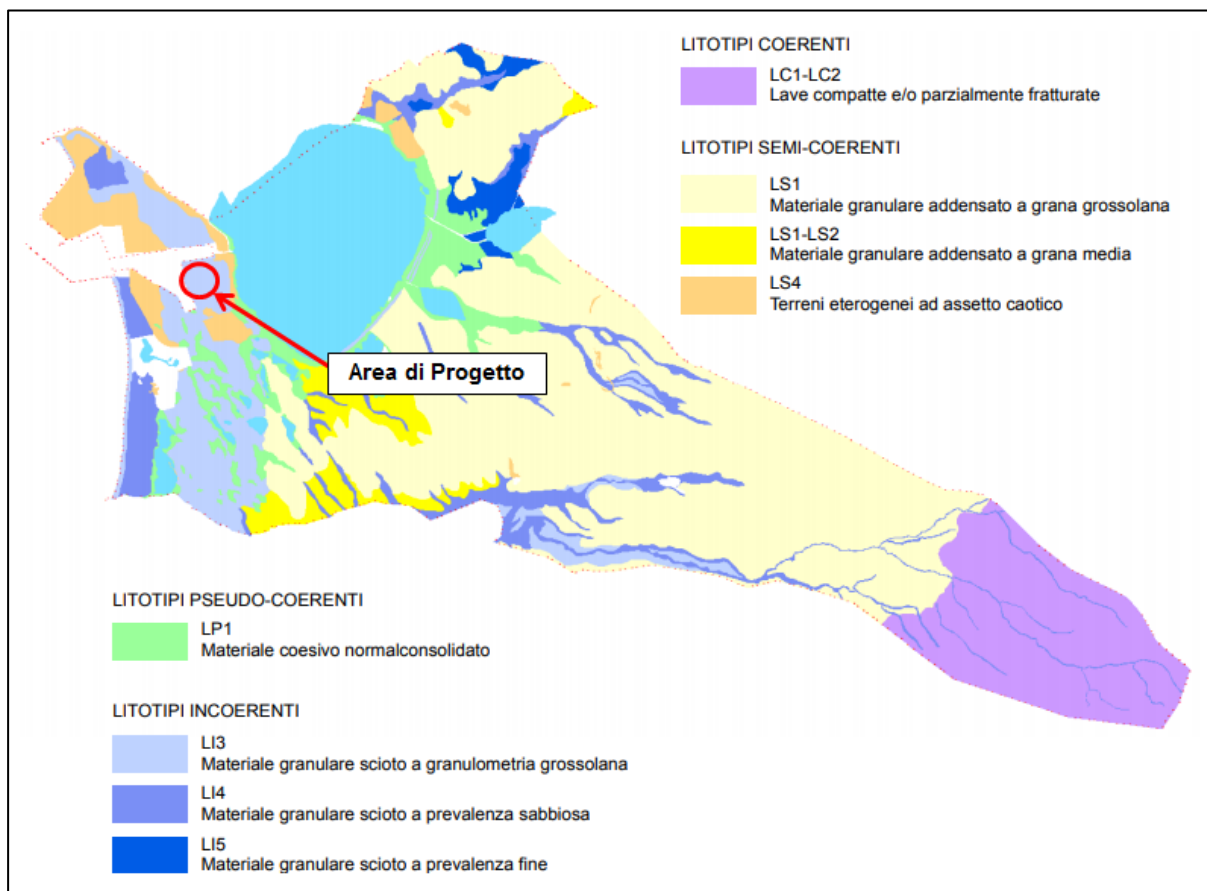 LITOTIPI COERENTI
LC1-LC2
Lave compatte e/o parzialmente fratturate
LITOTIPI SEMI-COERENTI
LS1
Materiale granulare addensato a grana grossolana
LS1-LS2
Materiale granulare addensato a grana media
LS4
Terreni eterogenei ad assetto caotico
Area di Progetto
LITOTIPI PSEUDO-COERENTI
LP1
Materiale coesivo normalconsolidato
LITOTIPI INCOERENTI
LI3
Materiale granulare scioto a granulometria grossolana
LI4
Materiale granulare scioto a prevalenza sabbiosa
LI5
Materiale granulare scioto a prevalenza fine